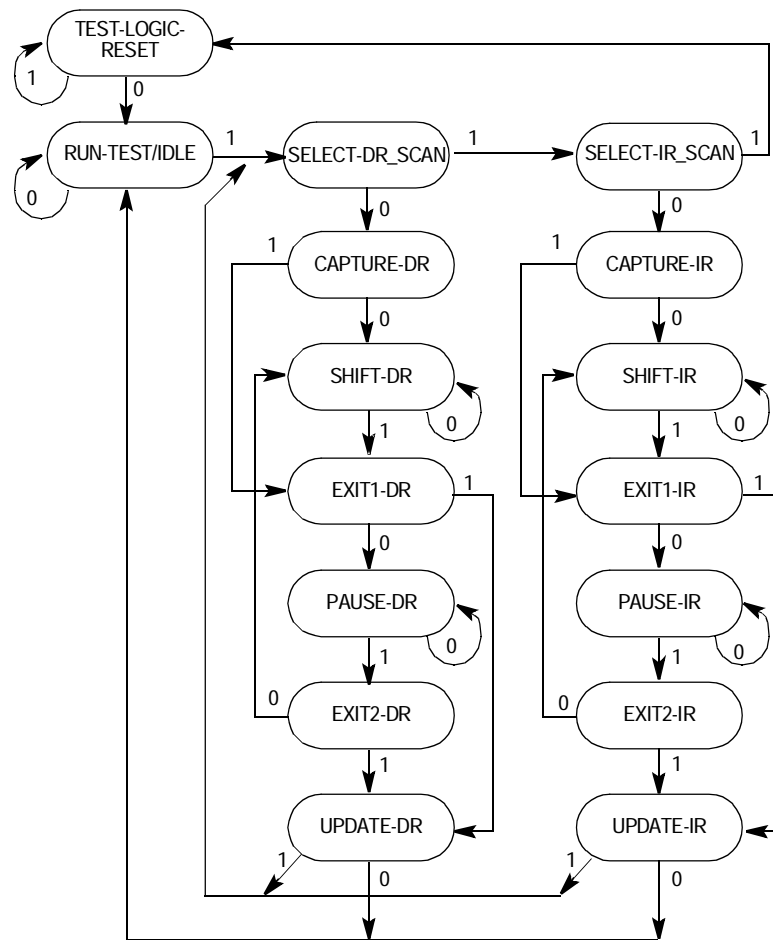 TEST-LOGIC-
RESET
1
0
RUN-TEST/IDLE
1
SELECT-DR_SCAN
1
SELECT-IR_SCAN
1
0
0
0
1
CAPTURE-DR
1
CAPTURE-IR
0
0
SHIFT-DR
SHIFT-IR
0
0
1
1
EXIT1-DR
1
EXIT1-IR
1
0
0
PAUSE-DR
PAUSE-IR
0
0
1
1
0
EXIT2-DR
0
EXIT2-IR
1
1
UPDATE-DR
UPDATE-IR
1
0
1
0